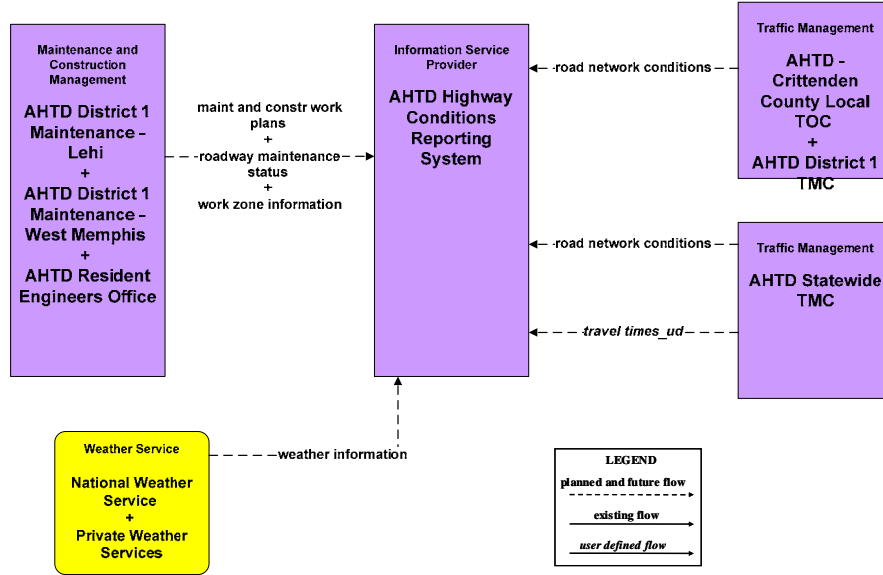 Maintenance and
Construction
Management
AHTD District 1
Maintenance –
Lehi
+
AHTD District 1
Maintenance –
West Memphis
+
AHTD Resident
Engineers Office
maint and constr work
plans
+
roadway maintenance
status
+
work zone information
Information Service
Provider
AHTD Highway
Conditions
Reporting
System
road network conditions
Traffic Management
AHTD -
Crittenden
County Local
TOC
+
AHTD District 1
TMC
road network conditions
travel times_ud
Traffic Management
AHTD Statewide
TMC
Weather Service
National Weather
Service
+
Private Weather
Services
weather information
LEGEND
planned and future flow
existing flow
user defined flow